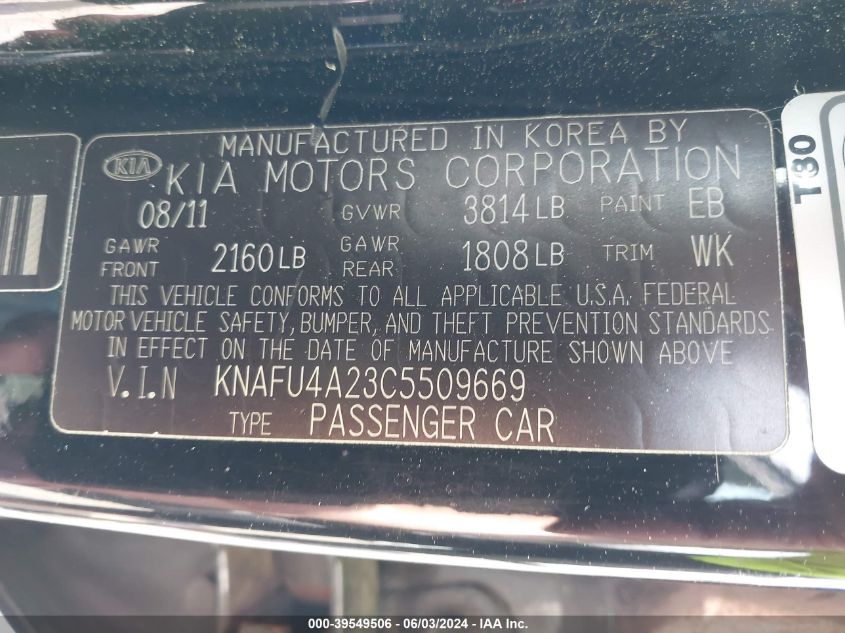 MANUFACTURED IN KOREA BY
KIA KIA MOTORS CORPORATION
08/11 GVWR 3814 LB PAINT EB
GAWR FRONT 2160 LB GAWR REAR 1808 LB TRIM WK
THIS VEHICLE CONFORMS TO ALL APPLICABLE U.S.A. FEDERAL
MOTOR VEHICLE SAFETY, BUMPER, AND THEFT PREVENTION STANDARDS
IN EFFECT ON THE DATE OF MANUFACTURE SHOWN ABOVE.
V.I.N KNAFU4A23C5509669
TYPE PASSENGER CAR
T80
000-39549506 - 06/03/2024 - IAA Inc.